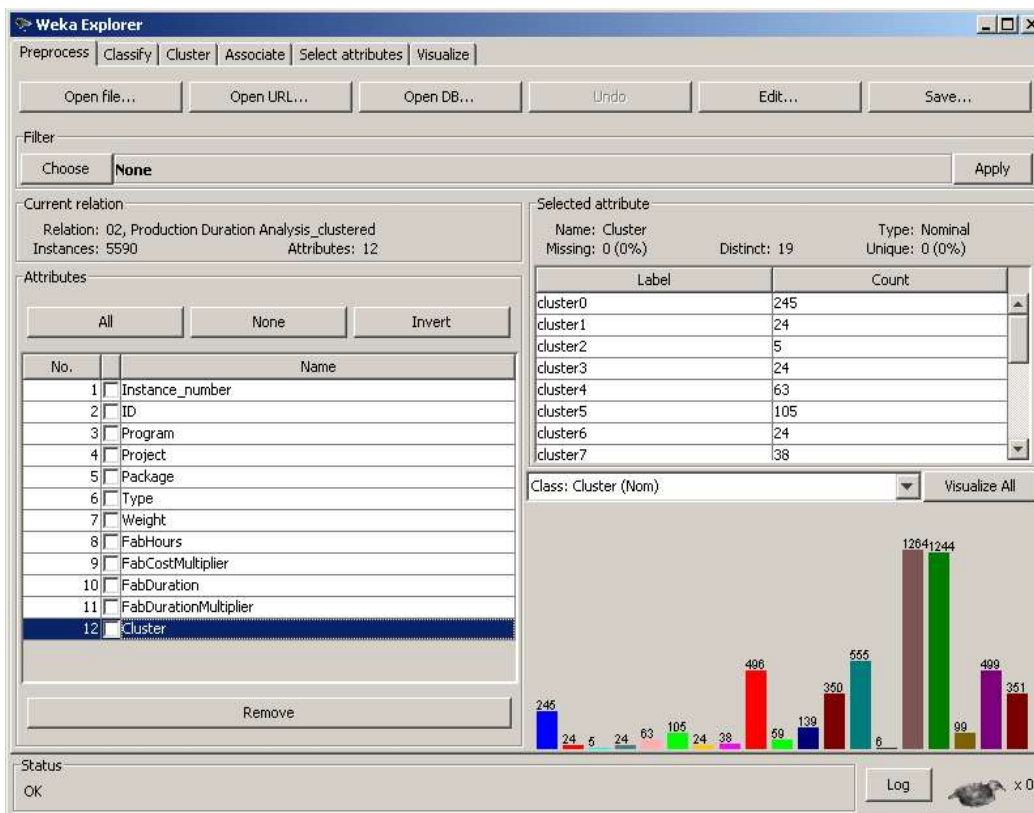 Weka Explorer
Preprocess Classify Cluster Associate Select attributes Visualize
Open file... Open URL... Open DB... Undo Edit... Save...
Filter
Choose None Apply
Current relation
Relation: 02, Production Duration Analysis_clustered
Instances: 5590 Attributes: 12
Attributes
All None Invert
No. Name
1 Instance_number
2 ID
3 Program
4 Project
5 Package
6 Type
7 Weight
8 FabHours
9 FabCostMultiplier
10 FabDuration
11 FabDurationMultiplier
12 Cluster
Remove
Selected attribute
Name: Cluster Type: Nominal
Missing: 0 (0%) Distinct: 19 Unique: 0 (0%)
Label Count
cluster0 245
cluster1 24
cluster2 5
cluster3 24
cluster4 63
cluster5 105
cluster6 24
cluster7 38
Class: Cluster (Nom) Visualize All
245 24 5 24 63 105 24 38 496 59 139 350 555 6 1264 1244 99 499 351
Status
OK
Log x 0